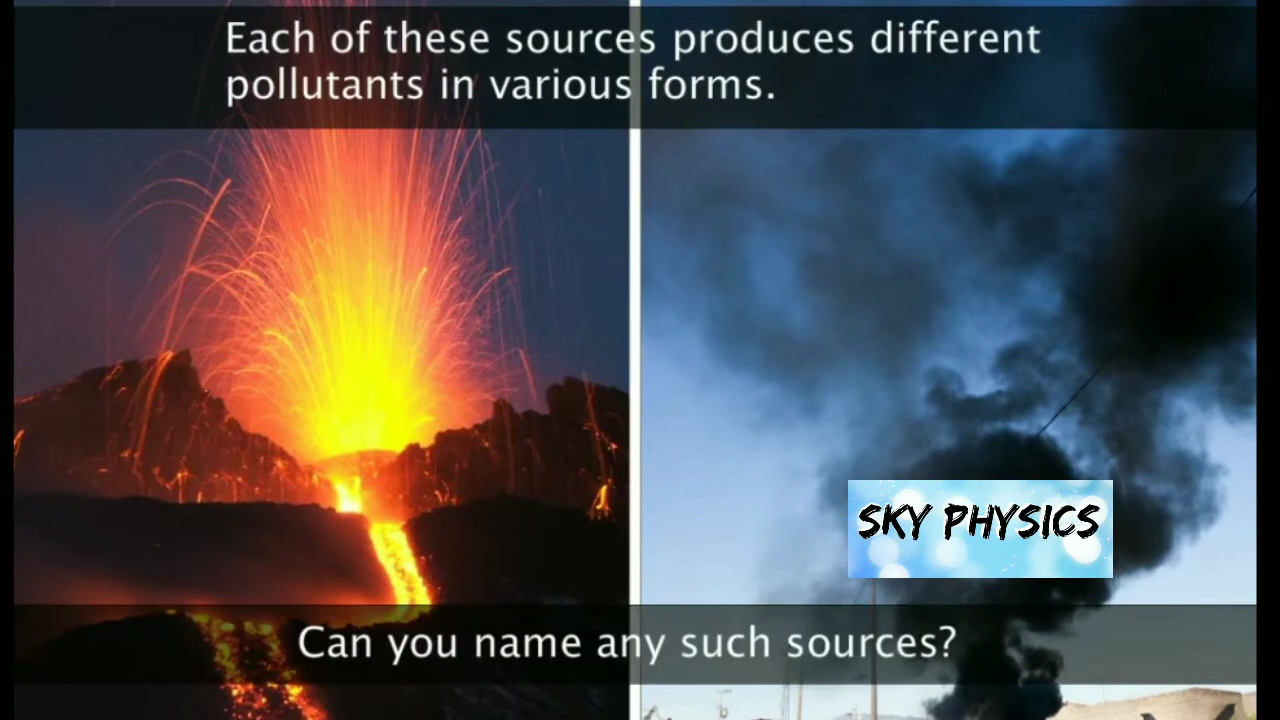 Each of these sources produces different
pollutants in various forms.
SKY PHYSICS
Can you name any such sources?